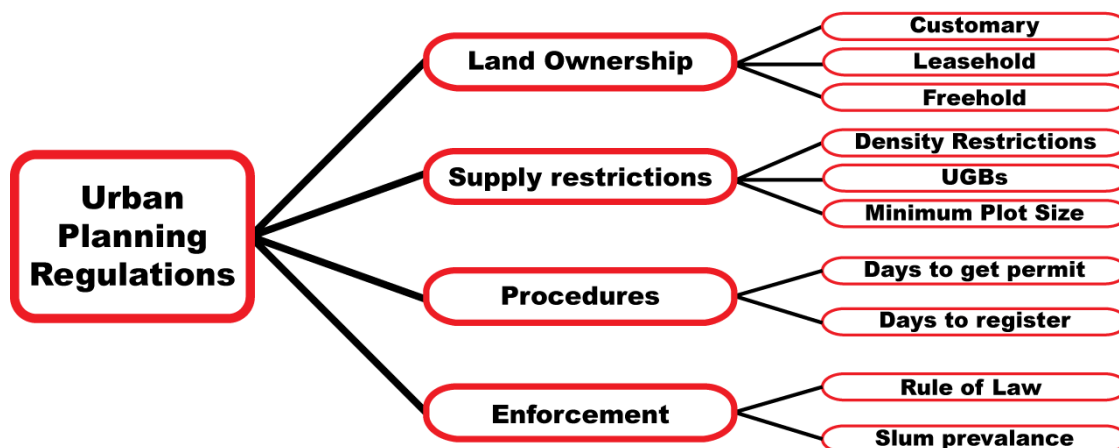 Urban
Planning
Regulations
Land Ownership
Customary
Leasehold
Freehold
Supply restrictions
Density Restrictions
UGBs
Minimum Plot Size
Procedures
Days to get permit
Days to register
Enforcement
Rule of Law
Slum prevalance